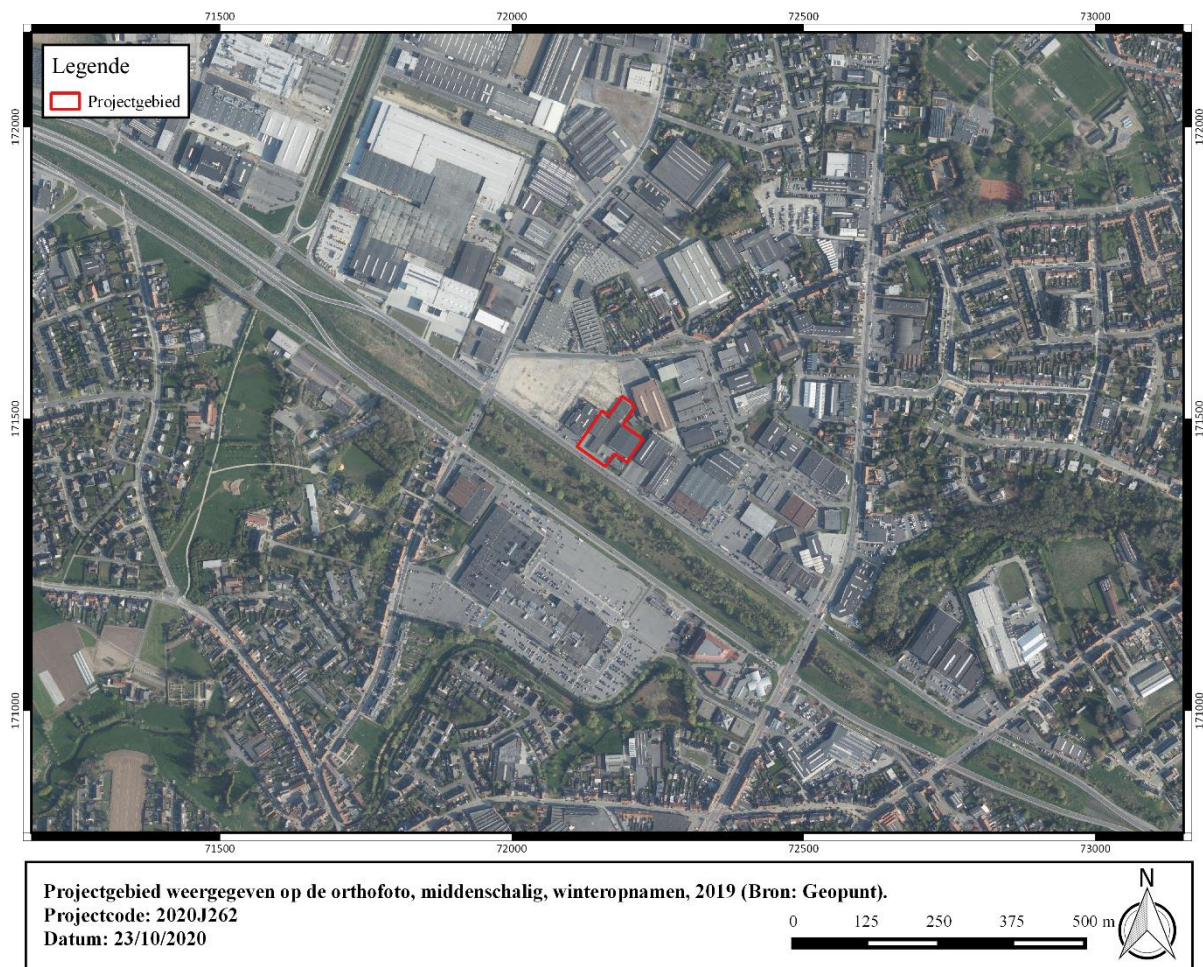 71500 72000 72500 73000
Legende
Projectgebied
172000 172000
171500 171500
171000 171000
71500 72000 72500 73000
Projectgebied weergegeven op de orthofoto, middenschalig, winteropnamen, 2019 (Bron: Geopunt).
Projectcode: 2020J262
Datum: 23/10/2020
0 125 250 375 500 m
N